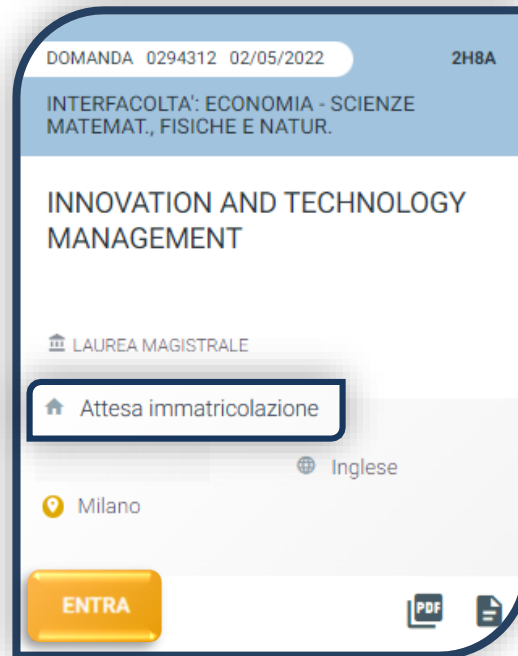 DOMANDA 0294312 02/05/2022 2H8A
INTERFACOLTA': ECONOMIA - SCIENZE
MATEMAT., FISICHE E NATUR.
INNOVATION AND TECHNOLOGY
MANAGEMENT
LAUREA MAGISTRALE
Attesa immatricolazione
Inglese
Milano
ENTRA
PDF